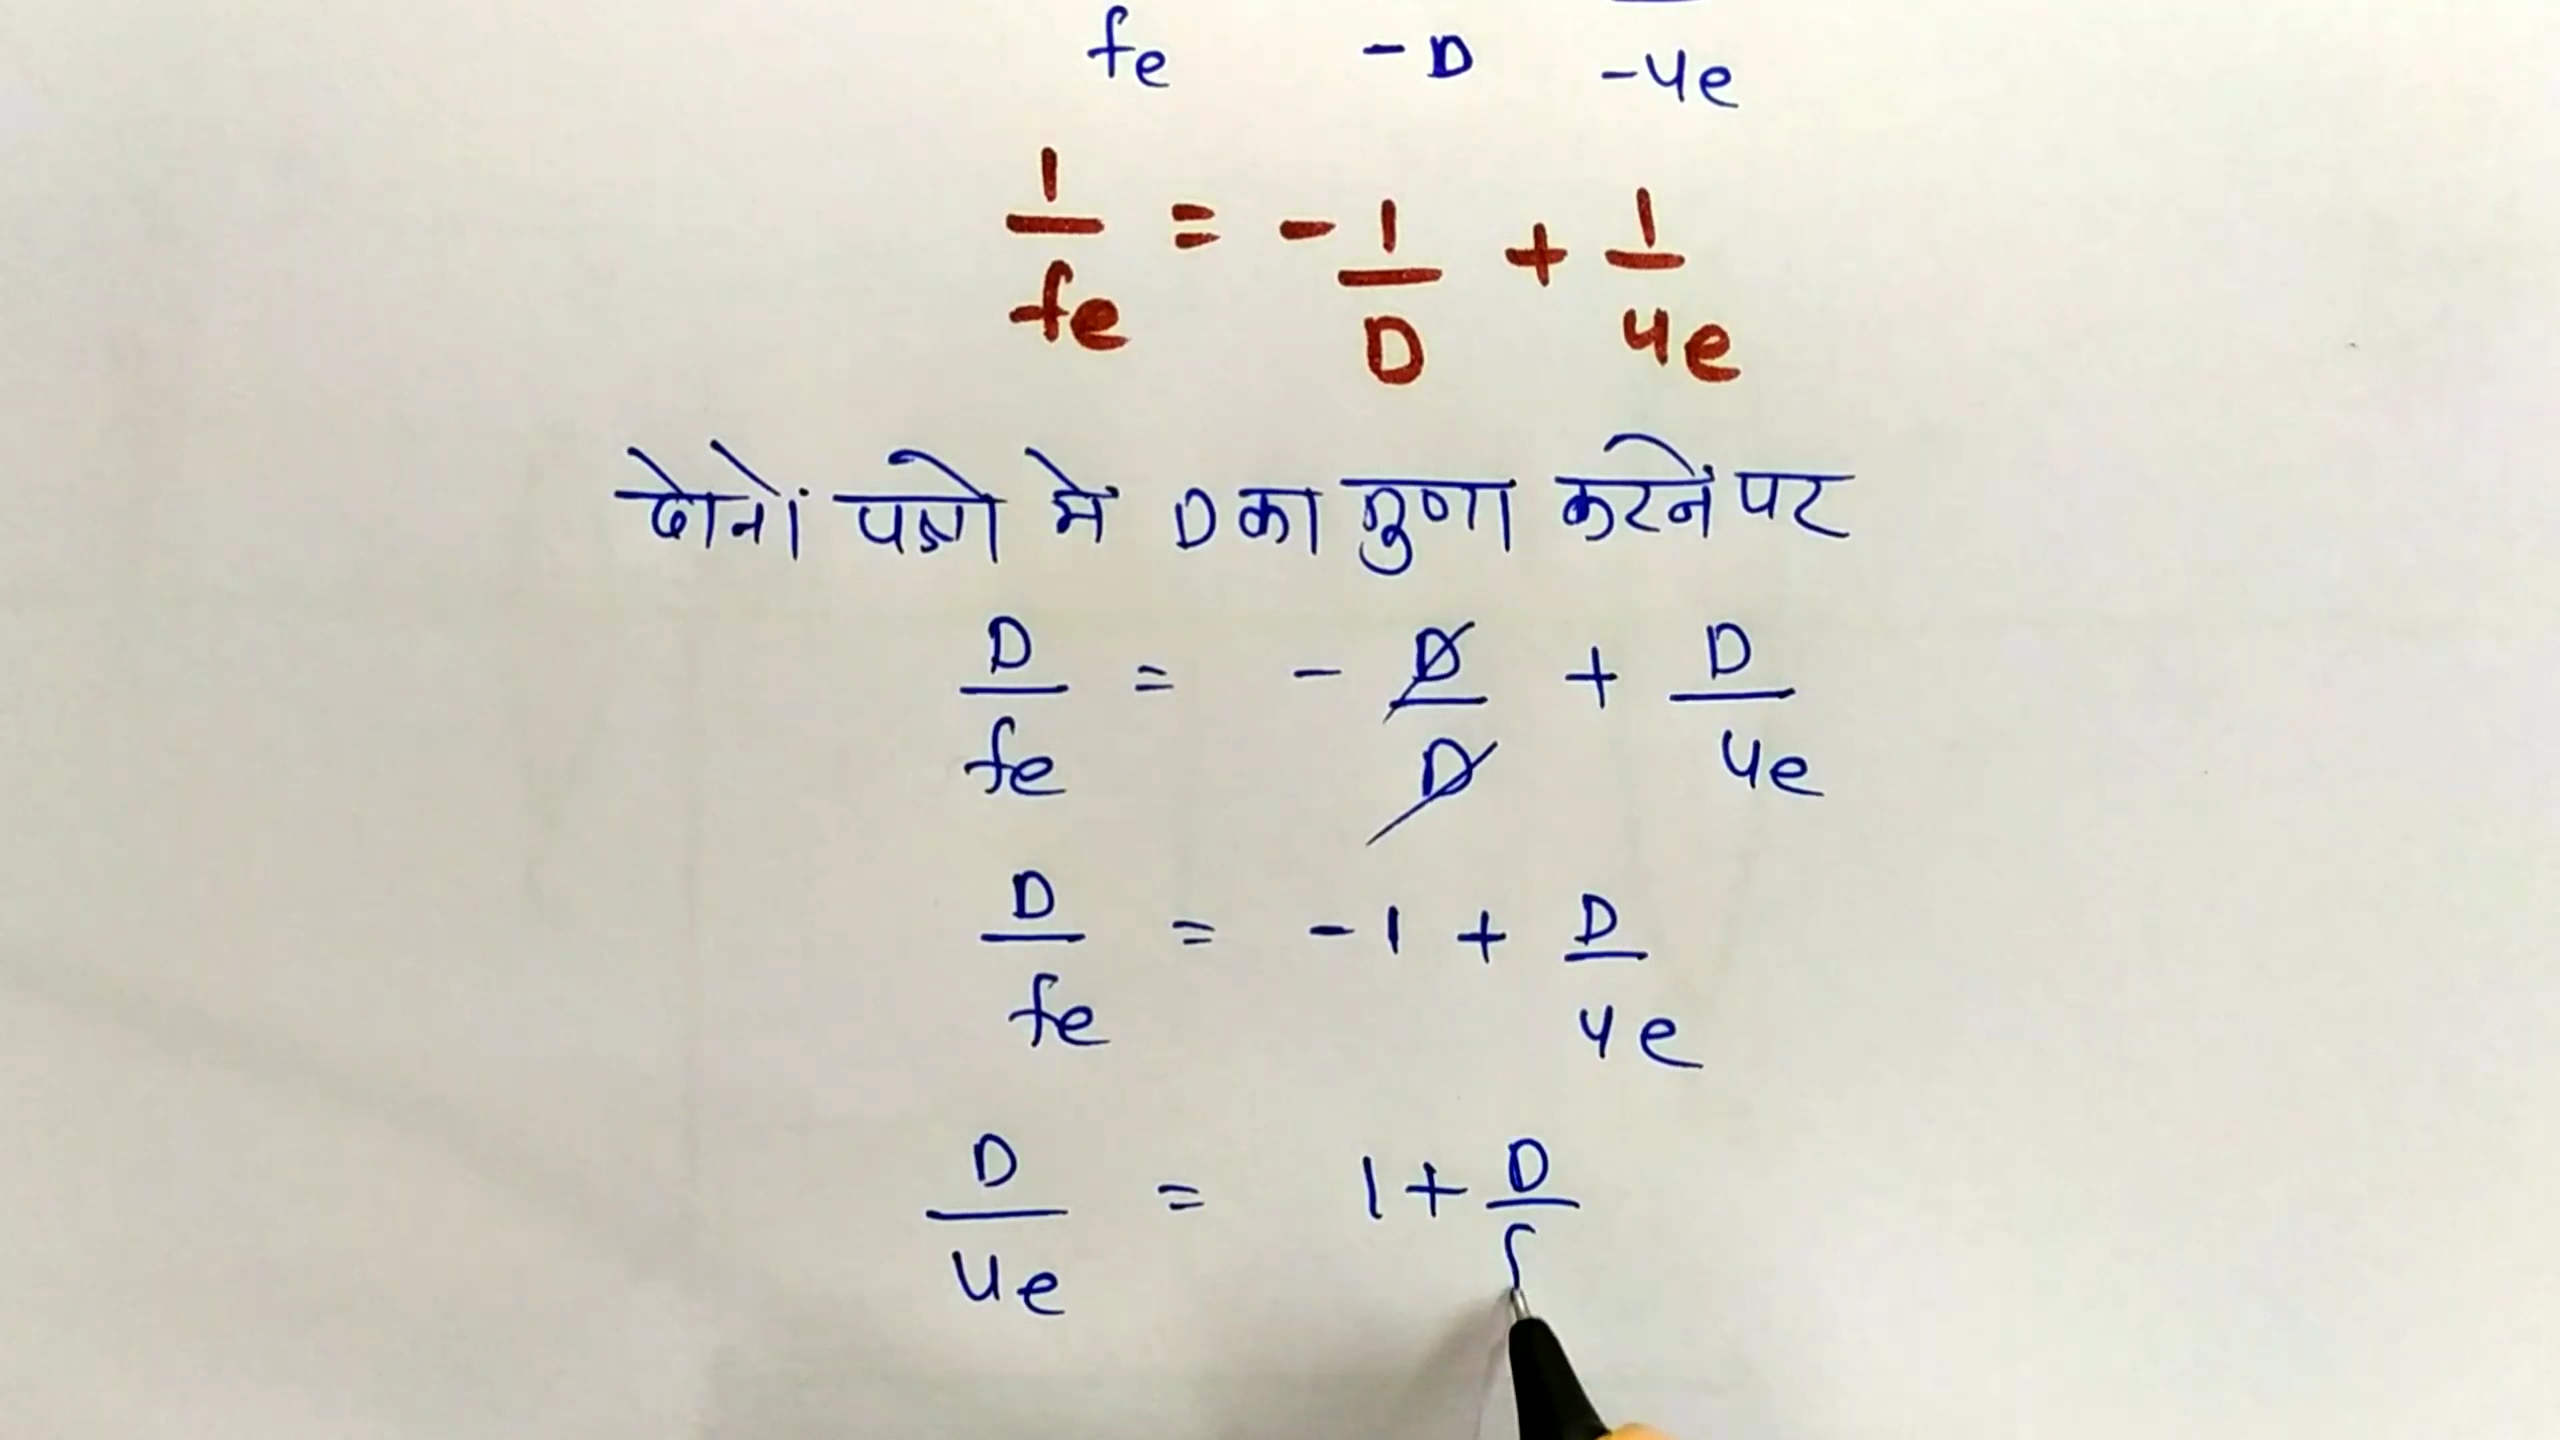 fe -D -ue
1/fe = -1/D + 1/ue
दोनों पक्षो मे D का गुणा करने पर
D/fe = - D/D + D/ue
D/fe = -1 + D/ue
D/ue = 1 + D/f